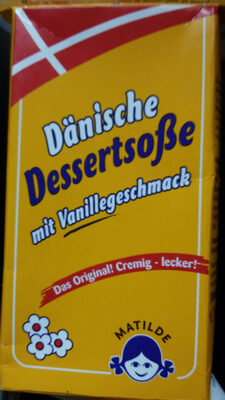 Dänische
Dessertsoße
mit Vanillegeschmack
Das Original! Cremig - lecker!
MATILDE